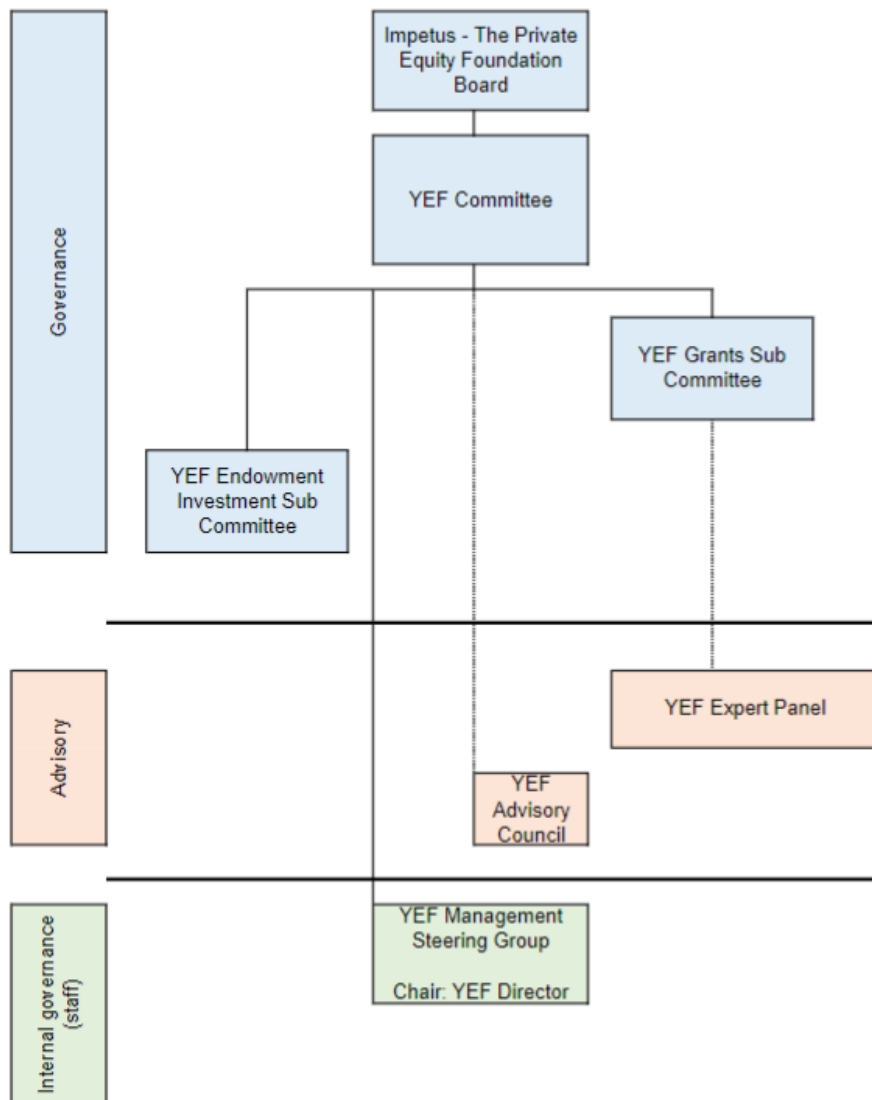 Impetus - The Private
Equity Foundation
Board
YEF Committee
Governance
YEF Grants Sub
Committee
YEF Endowment
Investment Sub
Committee
Advisory
YEF Expert Panel
YEF
Advisory
Council
Internal governance
(staff)
YEF Management
Steering Group
Chair: YEF Director